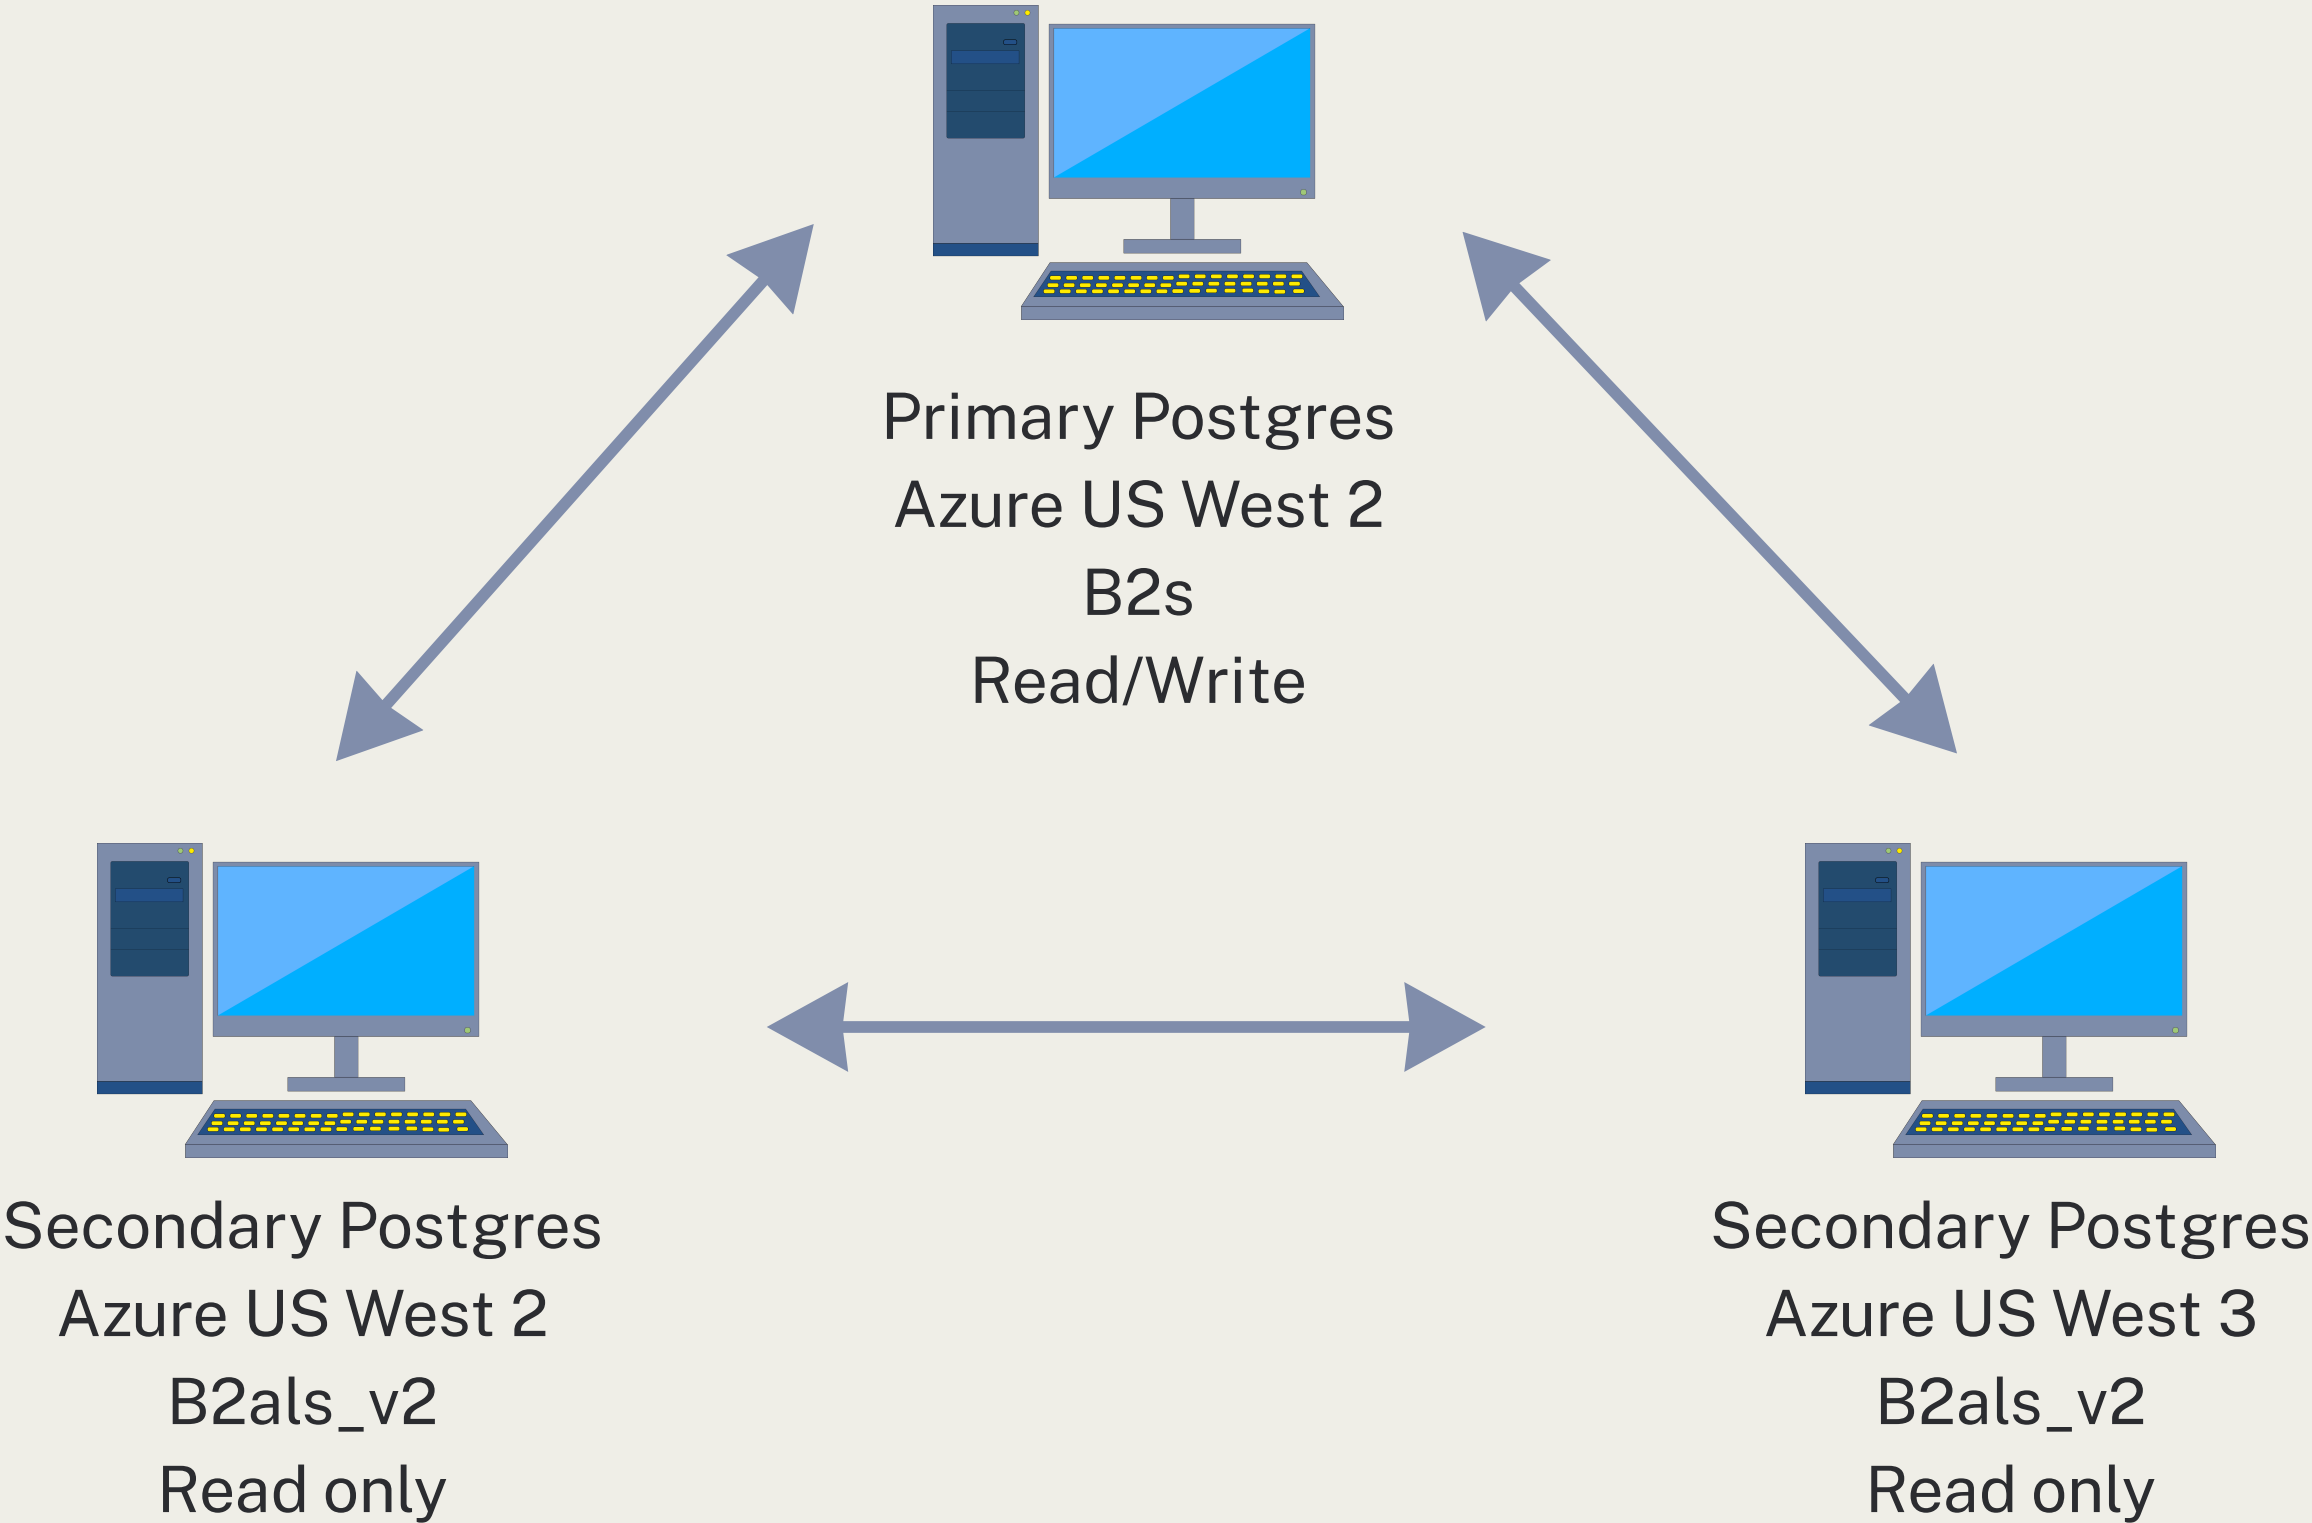 Primary Postgres
Azure US West 2
B2s
Read/Write
Secondary Postgres
Azure US West 2
B2als_v2
Read only
Secondary Postgres
Azure US West 3
B2als_v2
Read only